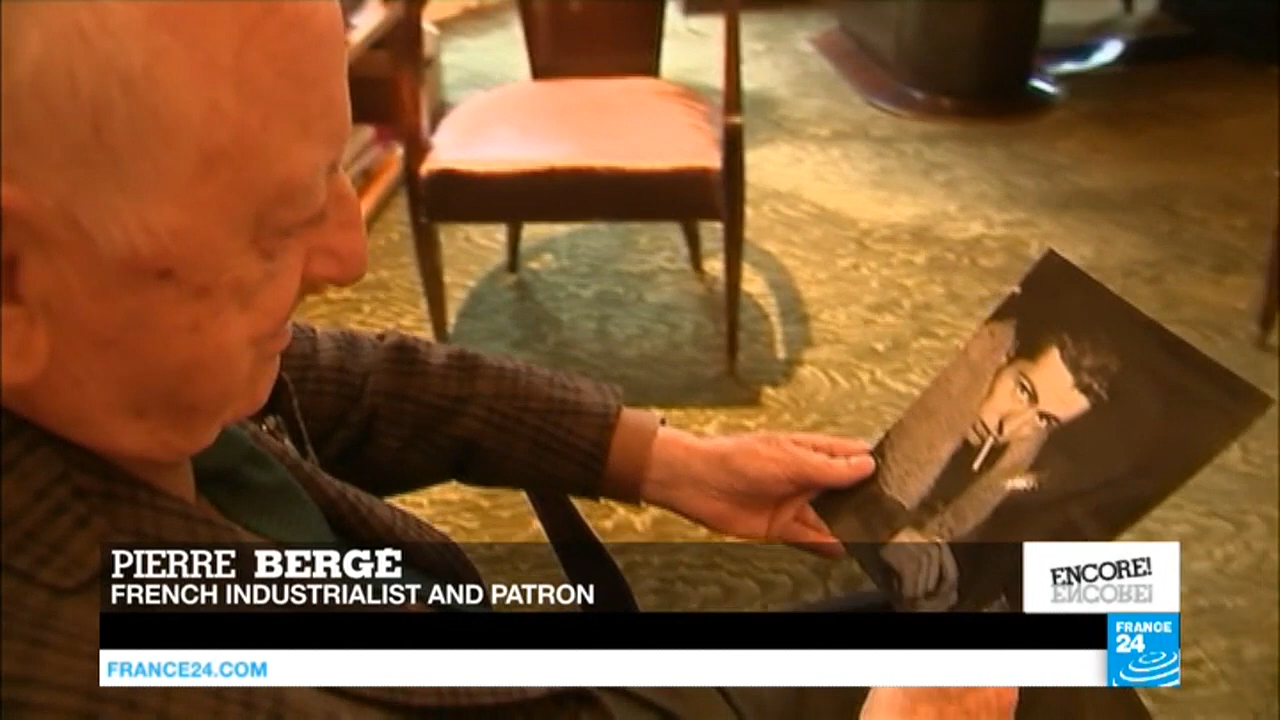 PIERRE BERGÉ
FRENCH INDUSTRIALIST AND PATRON
ENCORE!
ENCORE!
FRANCE
24
FRANCE24.COM